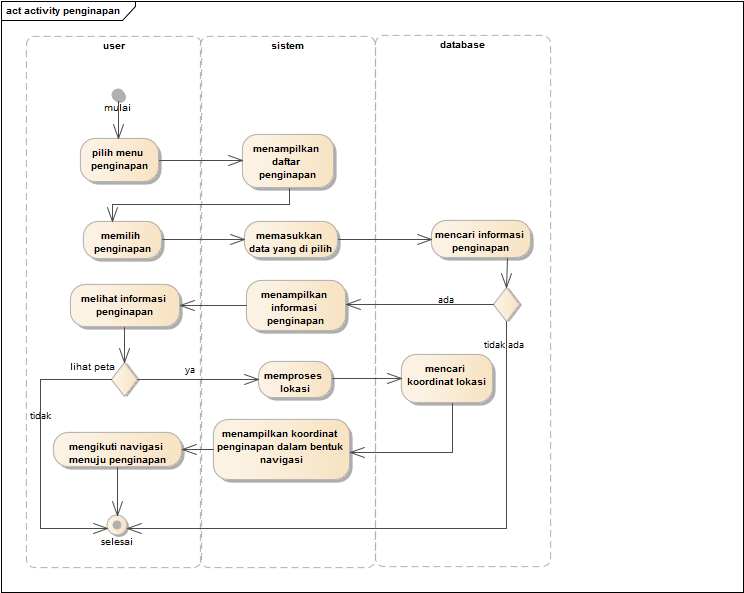 act activity penginapan
user
sistem
database
mulai
pilih menu
penginapan
menampilkan
daftar
penginapan
memilih
penginapan
memasukkan
data yang di pilih
mencari informasi
penginapan
melihat informasi
penginapan
menampilkan
informasi
penginapan
ada
tidak ada
lihat peta
ya
memproses
lokasi
mencari
koordinat lokasi
tidak
mengikuti navigasi
menuju penginapan
menampilkan koordinat
penginapan dalam bentuk
navigasi
selesai